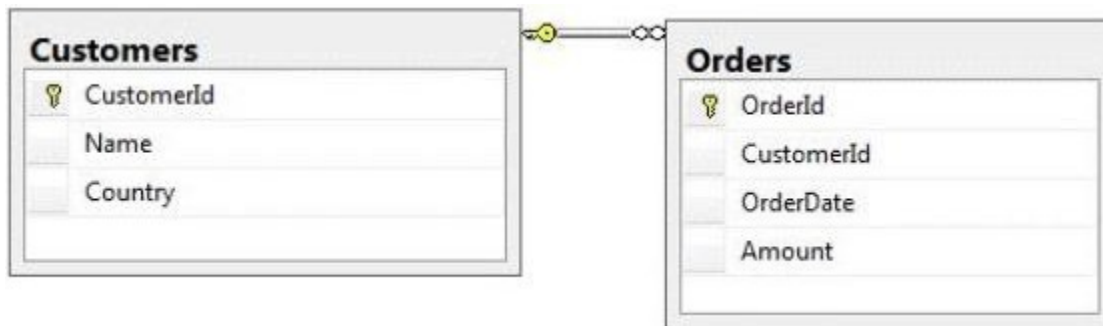 Customers
CustomerId
Name
Country
Orders
OrderId
CustomerId
OrderDate
Amount